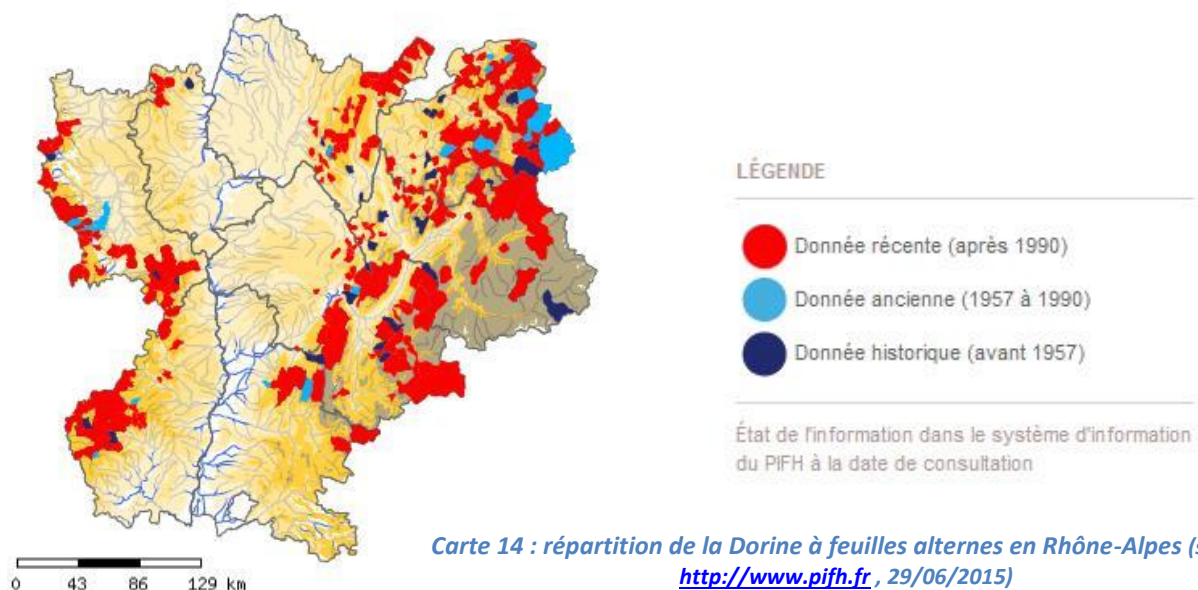 LÉGENDE
Donnée récente (après 1990)
Donnée ancienne (1957 à 1990)
Donnée historique (avant 1957)
État de l'information dans le système d'information
du PIFH à la date de consultation
Carte 14 : répartition de la Dorine à feuilles alternes en Rhône-Alpes (s
http://www.pifh.fr , 29/06/2015)
0 43 86 129 km